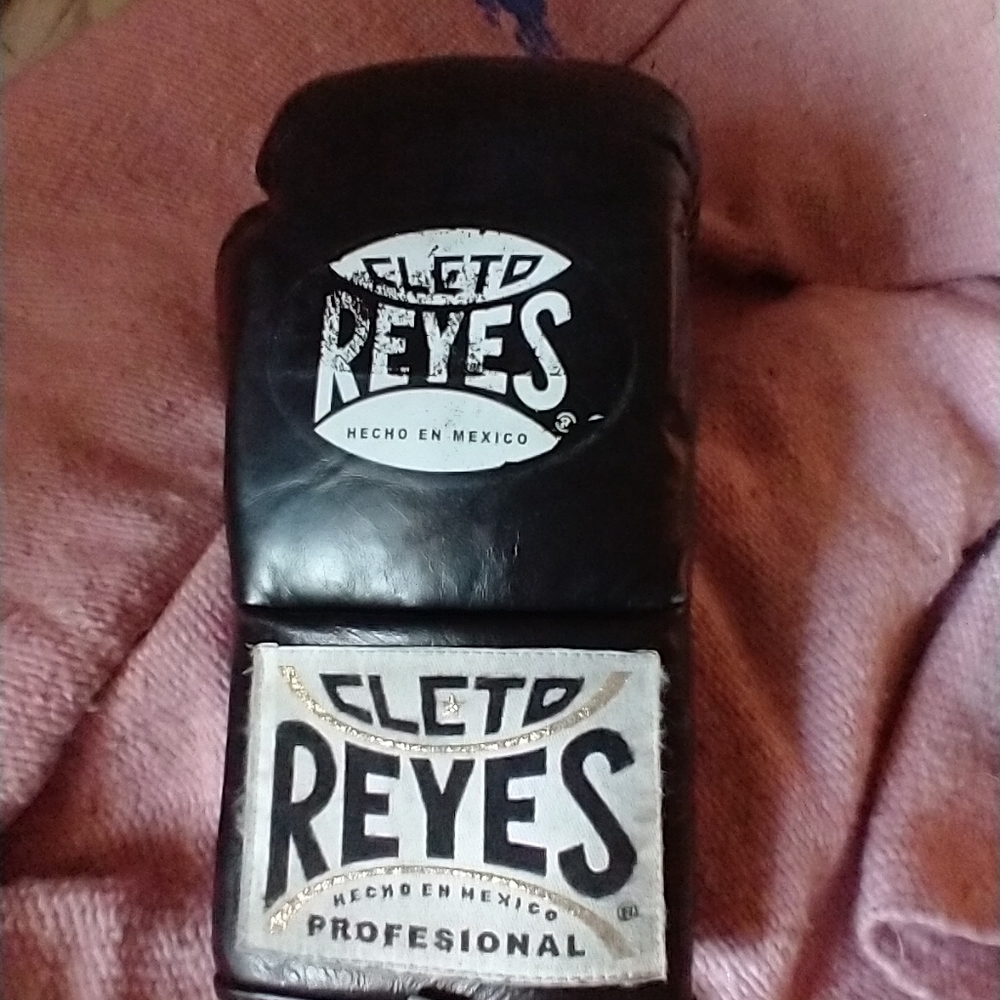 CLETO
REYES
HECHO EN MEXICO
CLETO
REYES
HECHO EN MEXICO
PROFESIONAL